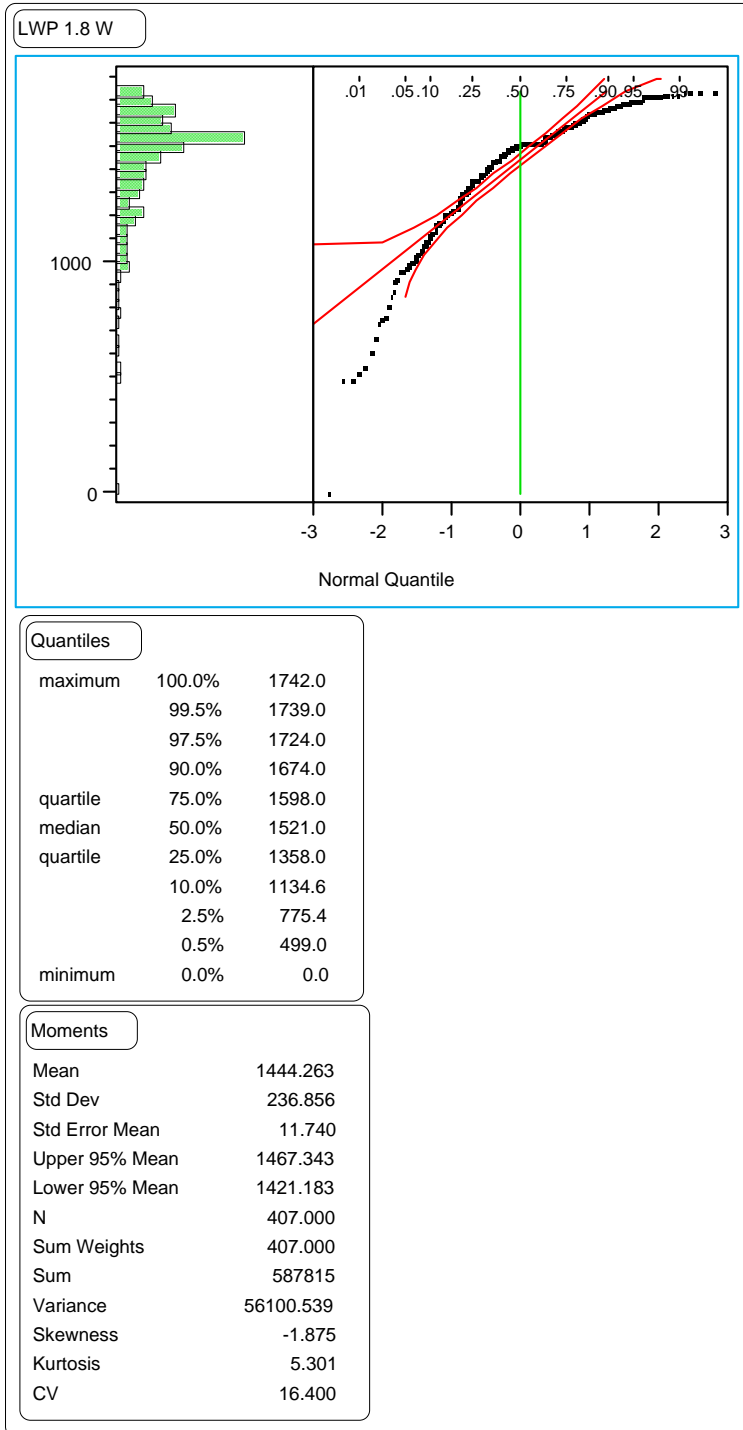 LWP 1.8 W
.01 .05 .10 .25 .50 .75 .90 .95 .99
1000
0
-3 -2 -1 0 1 2 3
Normal Quantile
Quantiles
maximum 100.0% 1742.0
99.5% 1739.0
97.5% 1724.0
90.0% 1674.0
quartile 75.0% 1598.0
median 50.0% 1521.0
quartile 25.0% 1358.0
10.0% 1134.6
2.5% 775.4
0.5% 499.0
minimum 0.0% 0.0
Moments
Mean 1444.263
Std Dev 236.856
Std Error Mean 11.740
Upper 95% Mean 1467.343
Lower 95% Mean 1421.183
N 407.000
Sum Weights 407.000
Sum 587815
Variance 56100.539
Skewness -1.875
Kurtosis 5.301
CV 16.400